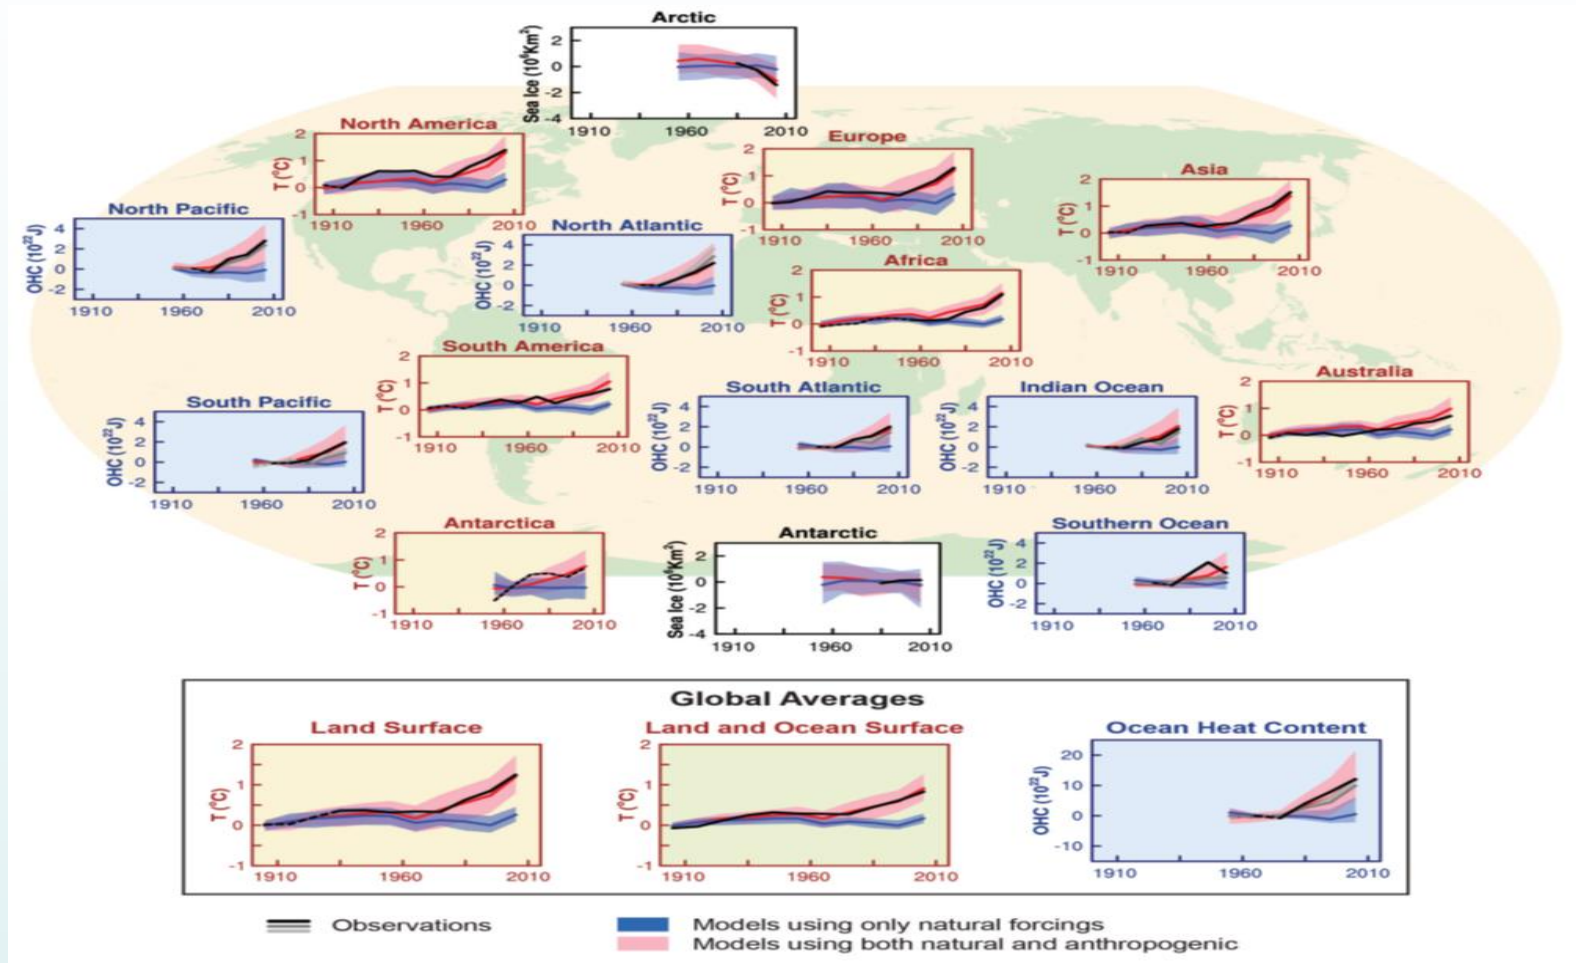 Arctic
Sea Ice (10⁶Km²)
2
0
-2
-4
1910 1960 2010
North America
T (°C)
2
1
0
-1
1910 1960 2010
Europe
T (°C)
2
1
0
-1
1910 1960 2010
Asia
T (°C)
2
1
0
-1
1910 1960 2010
North Pacific
OHC (10²²J)
4
2
0
-2
1910 1960 2010
North Atlantic
OHC (10²²J)
4
2
0
-2
1910 1960 2010
Africa
T (°C)
2
1
0
-1
1910 1960 2010
South America
T (°C)
2
1
0
-1
1910 1960 2010
South Pacific
OHC (10²²J)
4
2
0
-2
1910 1960 2010
South Atlantic
OHC (10²²J)
4
2
0
-2
1910 1960 2010
Indian Ocean
OHC (10²²J)
4
2
0
-2
1910 1960 2010
Australia
T (°C)
2
1
0
-1
1910 1960 2010
Antarctica
T (°C)
2
1
0
-1
1910 1960 2010
Antarctic
Sea Ice (10⁶Km²)
2
0
-2
-4
1910 1960 2010
Southern Ocean
OHC (10²²J)
4
2
0
-2
1910 1960 2010
Global Averages
Land Surface
T (°C)
2
1
0
-1
1910 1960 2010
Land and Ocean Surface
T (°C)
2
1
0
-1
1910 1960 2010
Ocean Heat Content
OHC (10²²J)
20
10
0
-10
1910 1960 2010
Observations
Models using only natural forcings
Models using both natural and anthropogenic